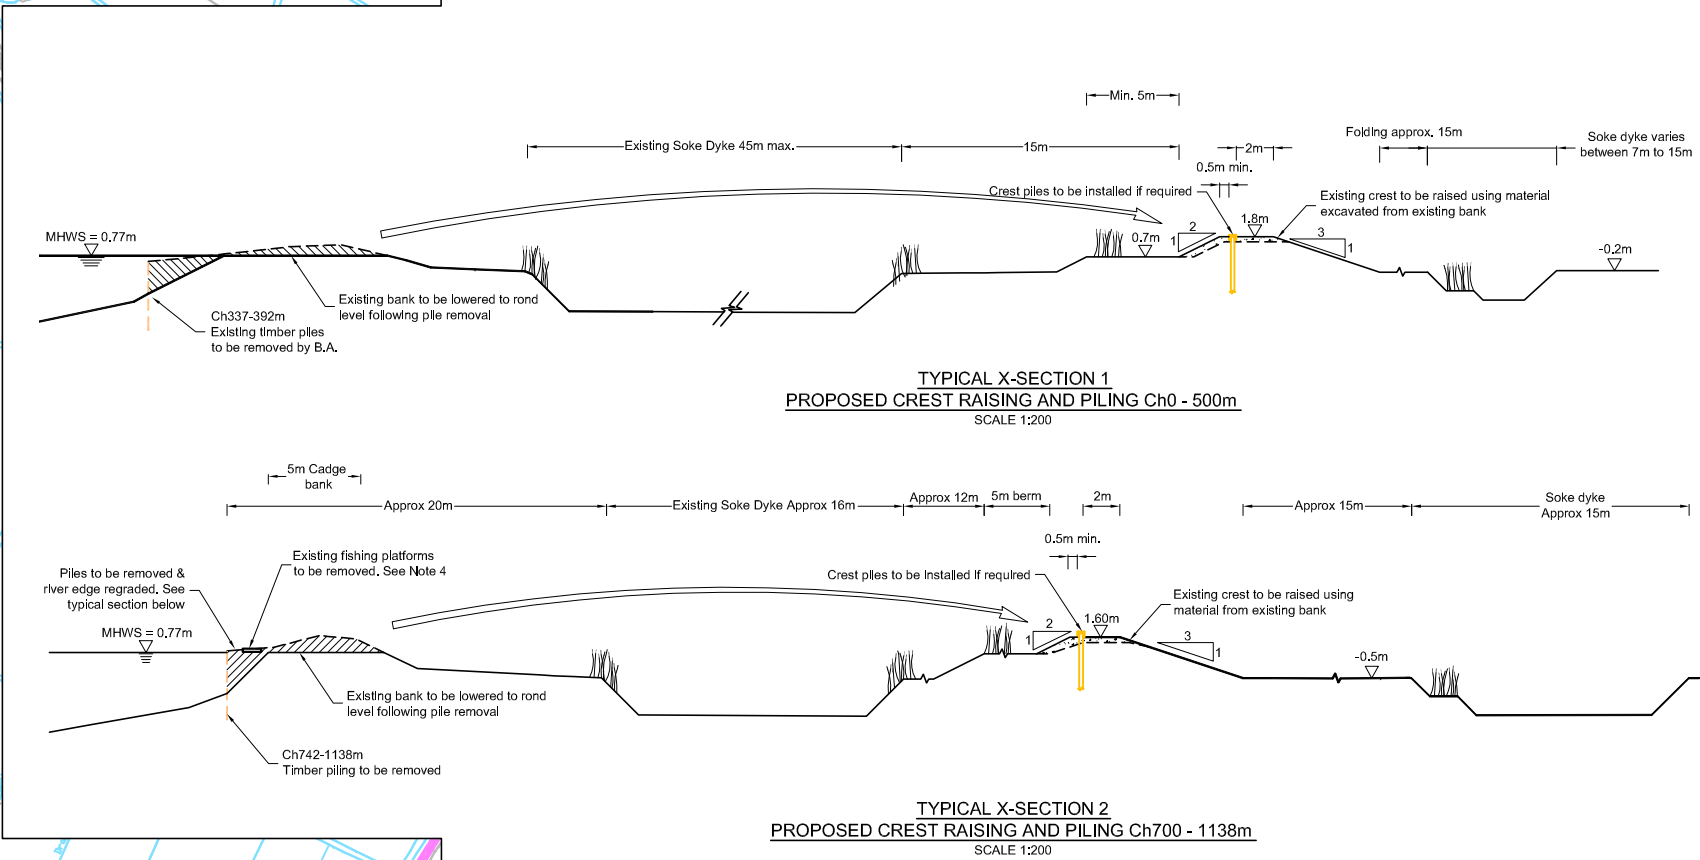 Min. 5m
Existing Soke Dyke 45m max.
15m
2m
Folding approx. 15m
Soke dyke varies
between 7m to 15m
0.5m min.
Crest piles to be installed if required
Existing crest to be raised using material
excavated from existing bank
MHWS = 0.77m
0.7m
2
1
1.8m
3
1
-0.2m
Existing bank to be lowered to rond
level following pile removal
Ch337-392m
Existing timber piles
to be removed by B.A.
TYPICAL X-SECTION 1
PROPOSED CREST RAISING AND PILING Ch0 - 500m
SCALE 1:200
5m Cadge
bank
Approx 20m
Existing Soke Dyke Approx 16m
Approx 12m
5m berm
2m
Approx 15m
Soke dyke
Approx 15m
0.5m min.
Existing fishing platforms
to be removed. See Note 4
Piles to be removed &
river edge regraded. See
typical section below
Crest piles to be installed if required
Existing crest to be raised using
material from existing bank
MHWS = 0.77m
2
1
1.60m
3
1
-0.5m
Existing bank to be lowered to rond
level following pile removal
Ch742-1138m
Timber piling to be removed
TYPICAL X-SECTION 2
PROPOSED CREST RAISING AND PILING Ch700 - 1138m
SCALE 1:200